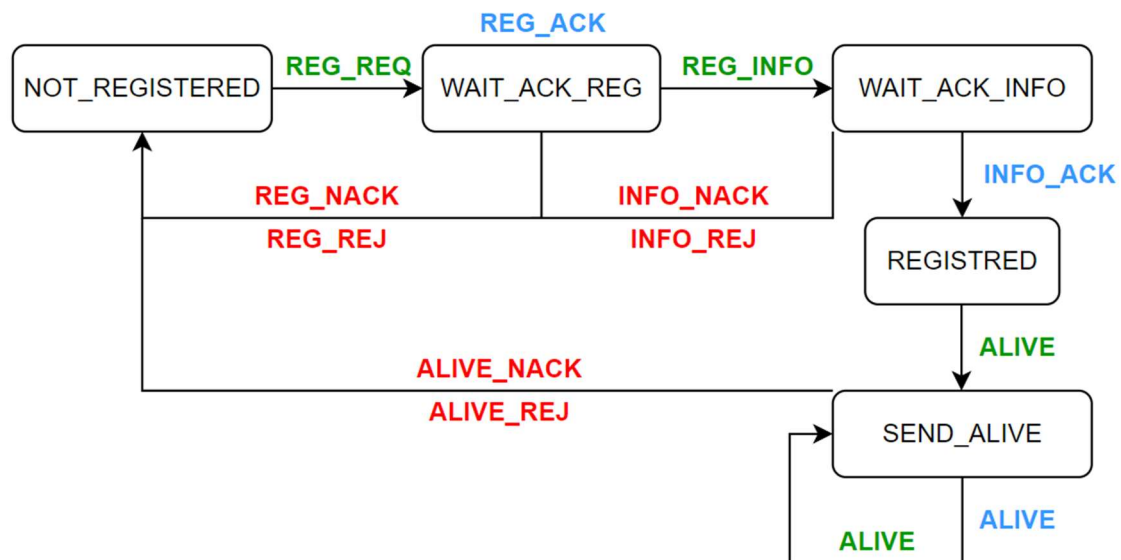 REG_ACK
NOT_REGISTERED
REG_REQ
WAIT_ACK_REG
REG_INFO
WAIT_ACK_INFO
REG_NACK
REG_REJ
INFO_NACK
INFO_REJ
INFO_ACK
REGISTRED
ALIVE
ALIVE_NACK
ALIVE_REJ
SEND_ALIVE
ALIVE
ALIVE